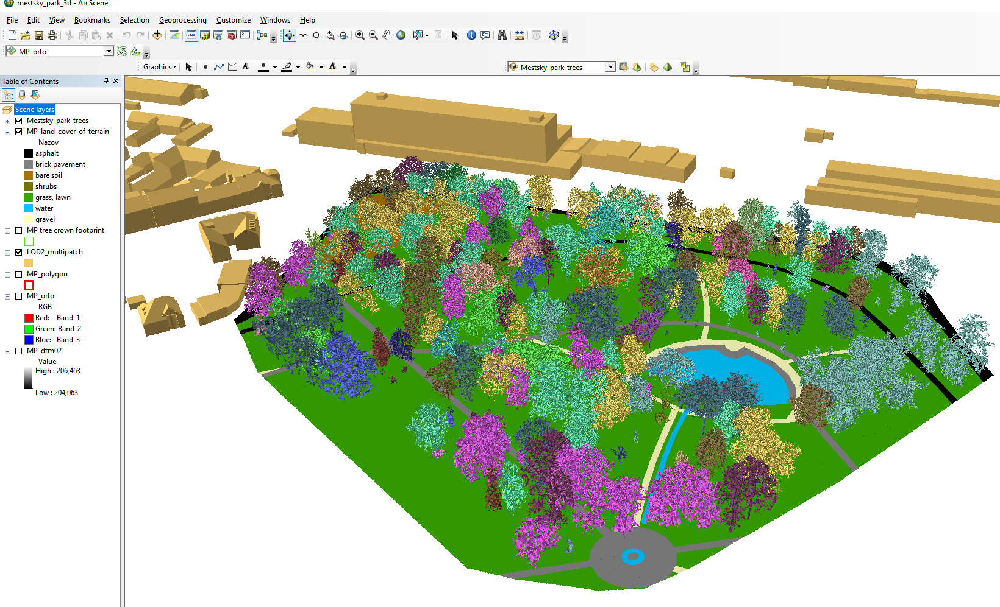 mestsky_park_3d - ArcScene
File Edit View Bookmarks Selection Geoprocessing Customize Windows Help
MP_orto
Graphics A A Mestsky_park_trees
Table of Contents
Scene layers
Mestsky_park_trees
MP_land_cover_of_terrain
Nazov
asphalt
brick pavement
bare soil
shrubs
grass, lawn
water
gravel
MP tree crown footprint
LOD2_multipatch
MP_polygon
MP_orto
RGB
Red: Band_1
Green: Band_2
Blue: Band_3
MP_dtm02
Value
High : 206,463
Low : 204,063